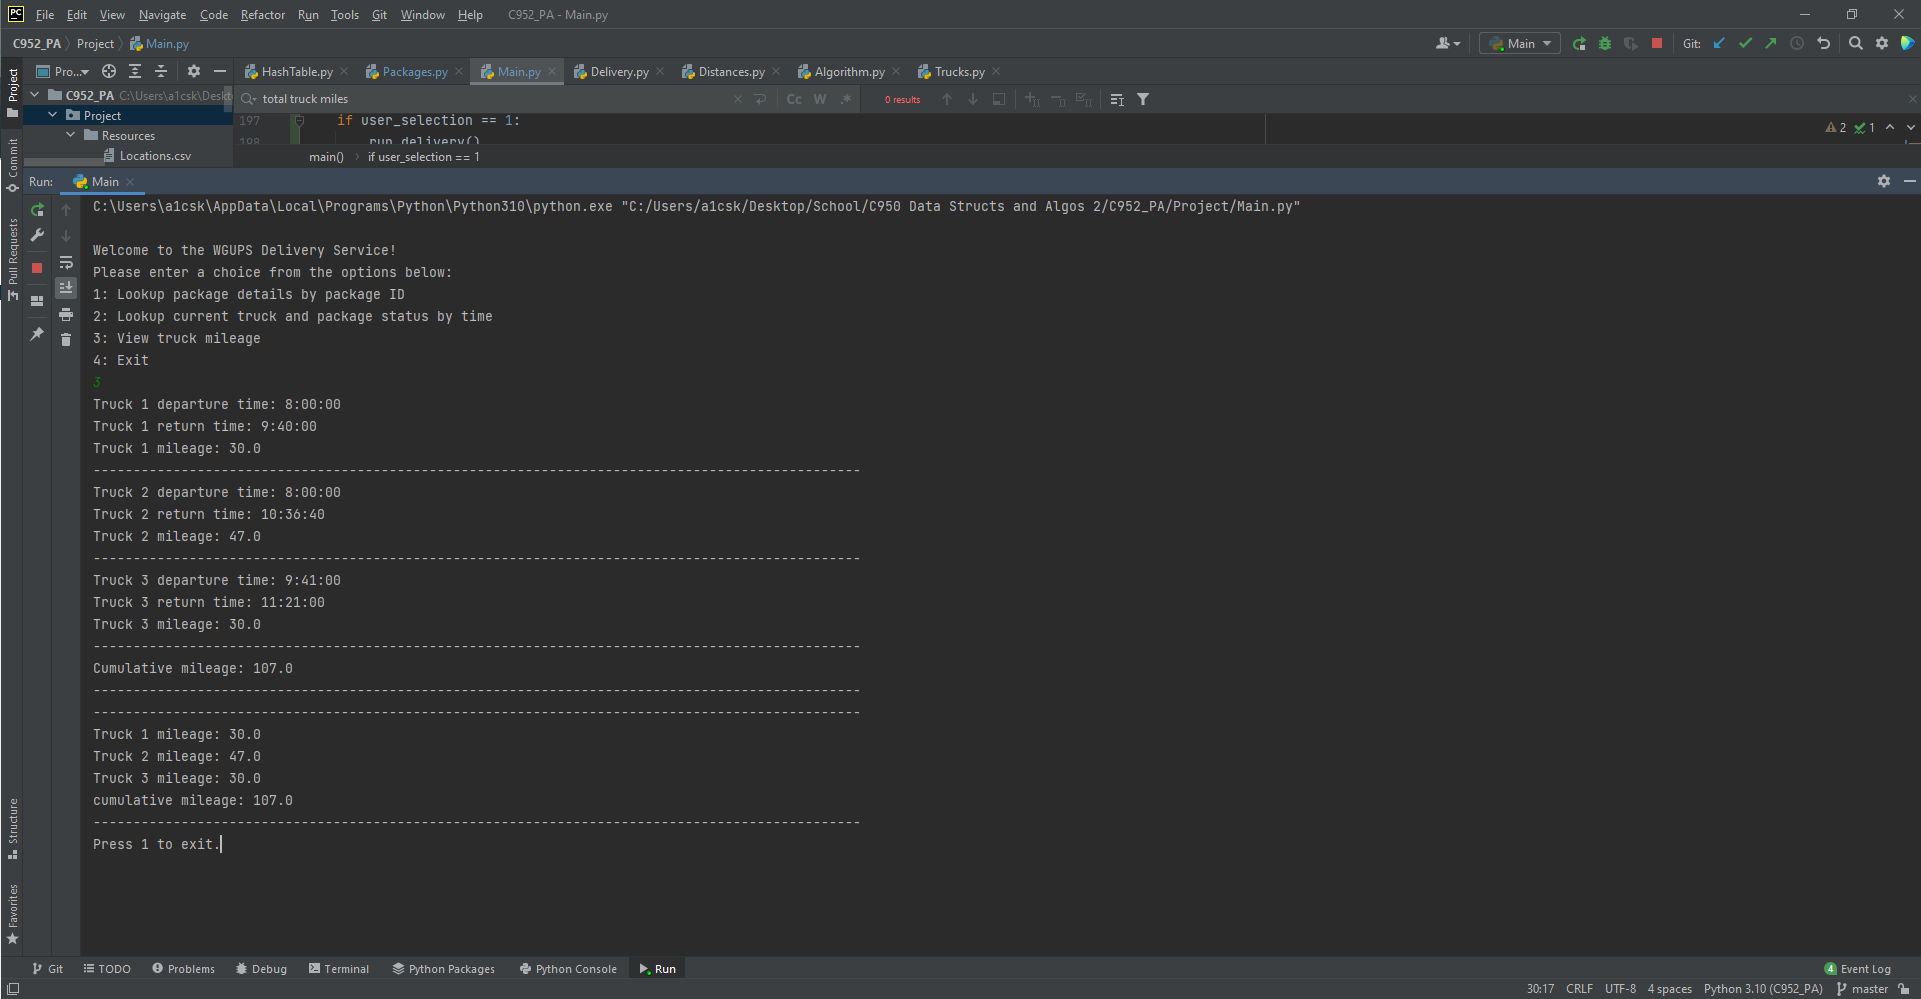 PC File Edit View Navigate Code Refactor Run Tools Git Window Help C952_PA - Main.py
C952_PA Project Main.py Main Git:
Project
Pro... HashTable.py Packages.py Main.py Delivery.py Distances.py Algorithm.py Trucks.py
C952_PA C:\Users\a1csk\Deskt
total truck miles Cc W .* 0 results
Project
197 if user_selection == 1:
2 1
Resources
198 run_delivery()
Locations.csv
main() if user_selection == 1
Commit
Run: Main
Pull Requests
C:\Users\a1csk\AppData\Local\Programs\Python\Python310\python.exe "C:/Users/a1csk/Desktop/School/C950 Data Structs and Algos 2/C952_PA/Project/Main.py"
Welcome to the WGUPS Delivery Service!
Please enter a choice from the options below:
1: Lookup package details by package ID
2: Lookup current truck and package status by time
3: View truck mileage
4: Exit
3
Truck 1 departure time: 8:00:00
Truck 1 return time: 9:40:00
Truck 1 mileage: 30.0
------------------------------------------------------------------------------------------------
Truck 2 departure time: 8:00:00
Truck 2 return time: 10:36:40
Truck 2 mileage: 47.0
------------------------------------------------------------------------------------------------
Truck 3 departure time: 9:41:00
Truck 3 return time: 11:21:00
Truck 3 mileage: 30.0
------------------------------------------------------------------------------------------------
Cumulative mileage: 107.0
------------------------------------------------------------------------------------------------
------------------------------------------------------------------------------------------------
Truck 1 mileage: 30.0
Truck 2 mileage: 47.0
Truck 3 mileage: 30.0
cumulative mileage: 107.0
------------------------------------------------------------------------------------------------
Press 1 to exit.
Structure
Favorites
Git TODO Problems Debug Terminal Python Packages Python Console Run 4 Event Log
30:17 CRLF UTF-8 4 spaces Python 3.10 (C952_PA) master